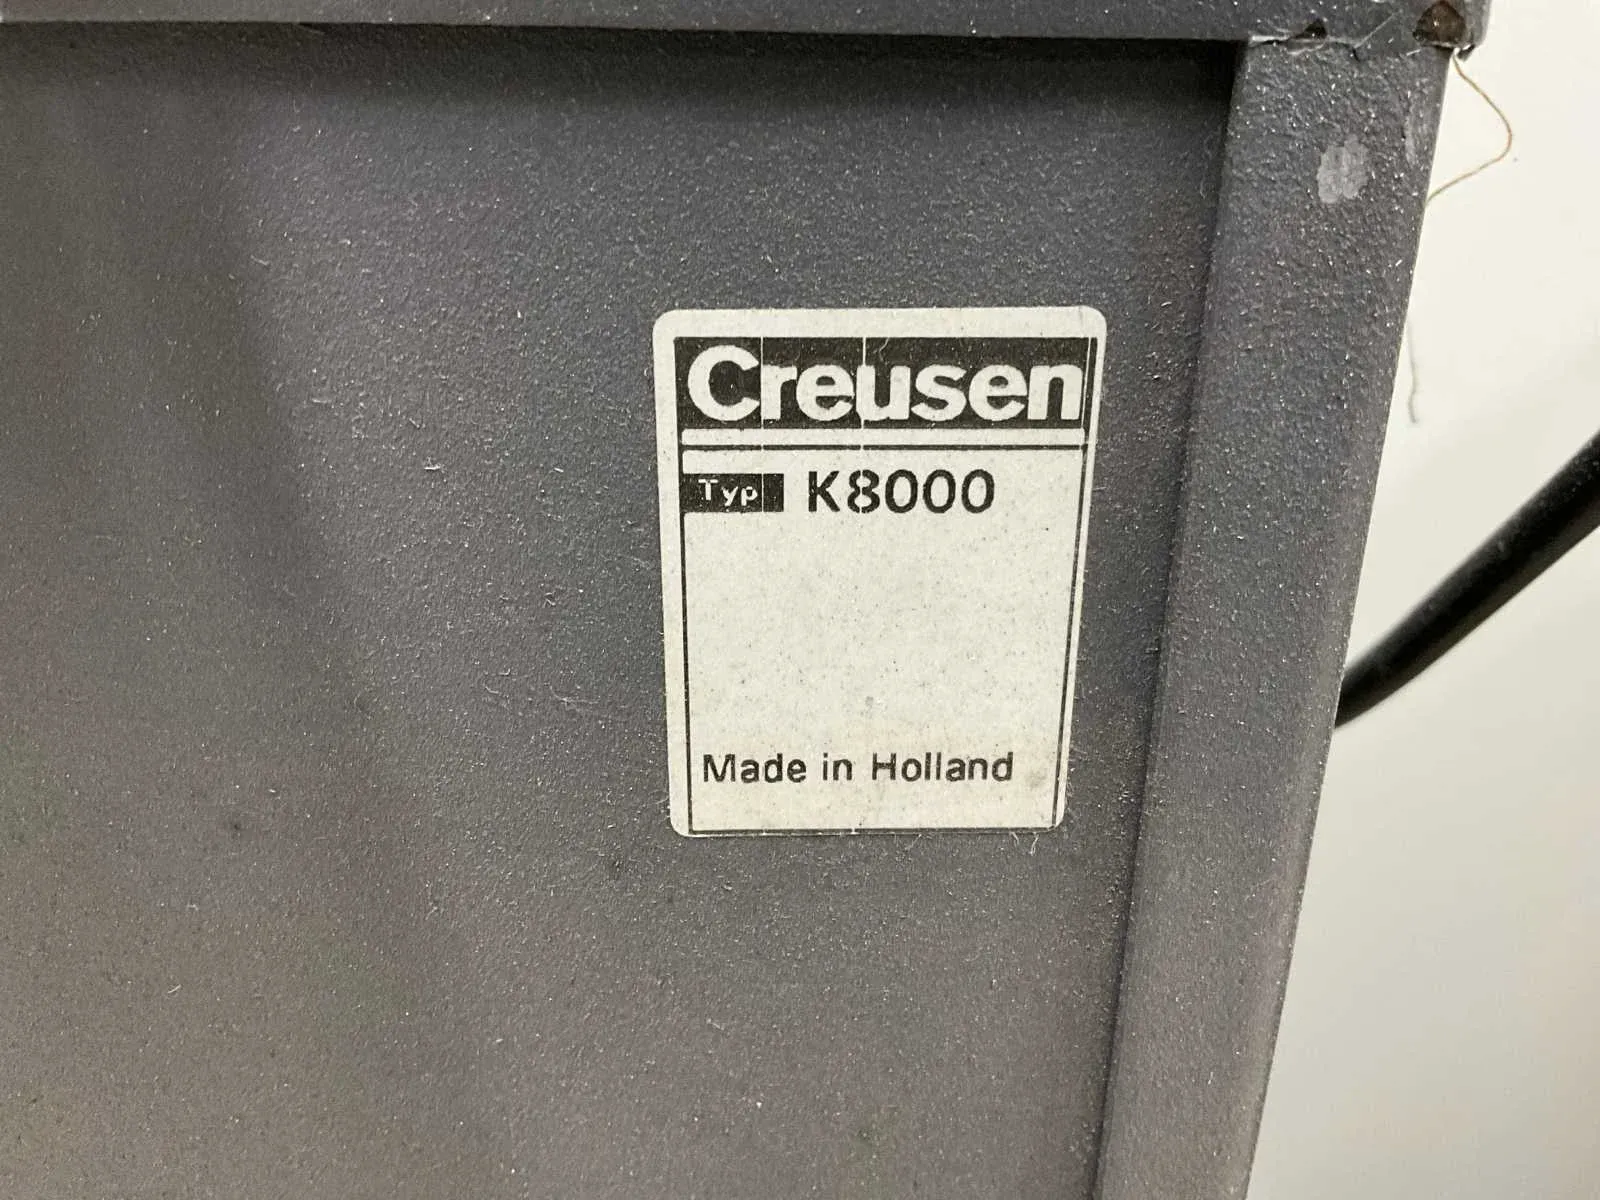 Creusen
Typ K8000
Made in Holland